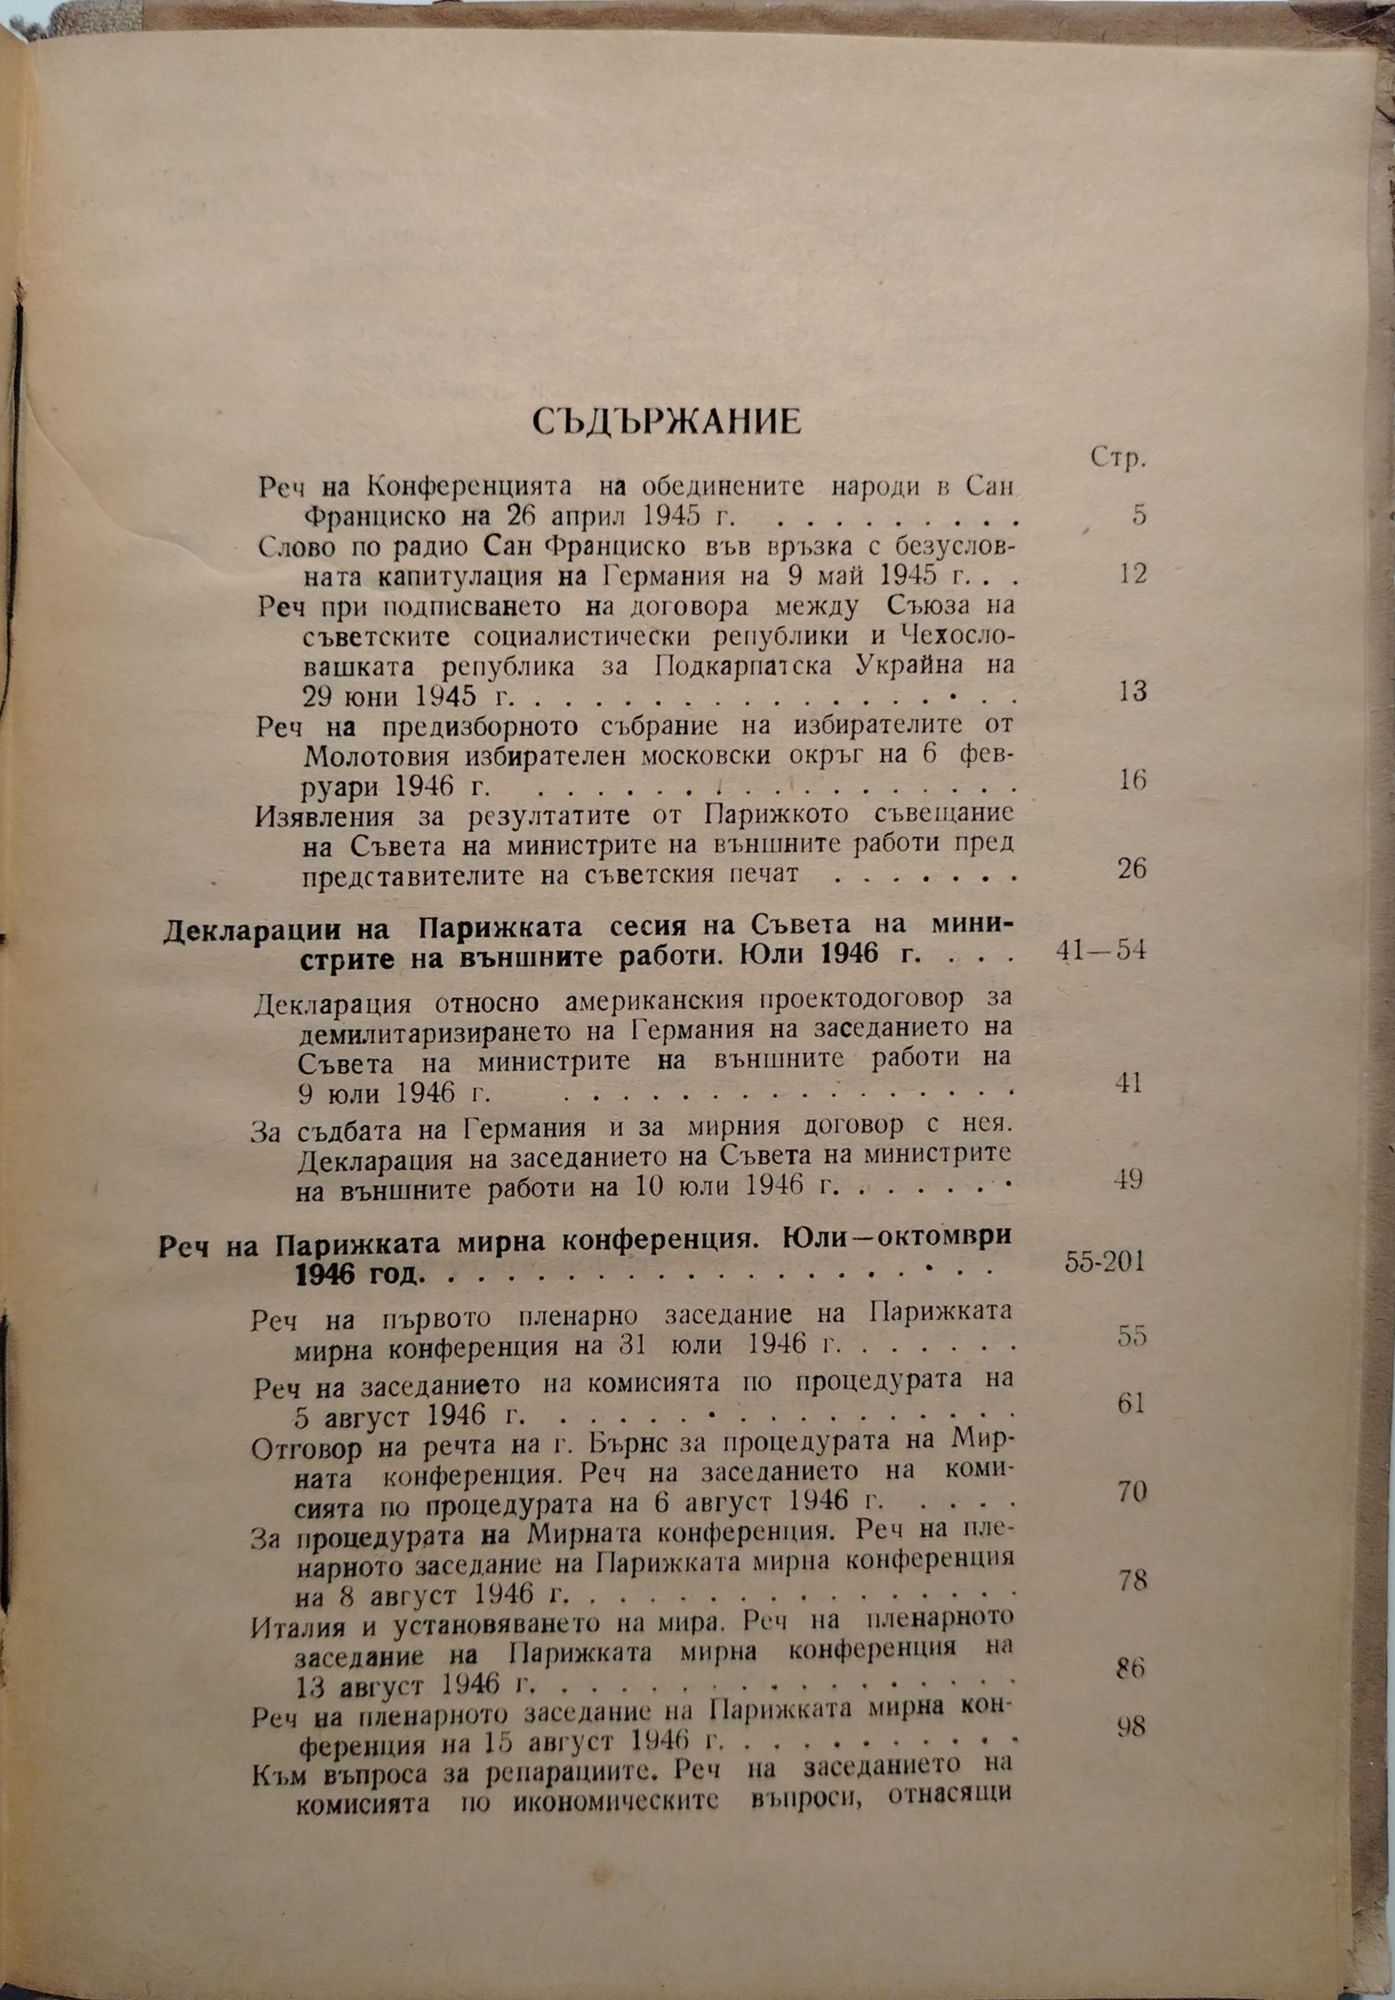 СЪДЪРЖАНИЕ
Стр.
Реч на Конференцията на обединените народи в Сан
Франциско на 26 април 1945 г. . . . . . . . . . 5
Слово по радио Сан Франциско във връзка с безуслов-
ната капитулация на Германия на 9 май 1945 г. . . 12
Реч при подписването на договора между Съюза на
съветските социалистически републики и Чехосло-
вашката република за Подкарпатска Украйна на
29 юни 1945 г. . . . . . . . . . . . . . . . . . 13
Реч на предизборното събрание на избирателите от
Молотовия избирателен московски окръг на 6 фев-
руари 1946 г. . . . . . . . . . . . . . . . . . 16
Изявления за резултатите от Парижкото съвещание
на Съвета на министрите на външните работи пред
представителите на съветския печат . . . . . . . 26
Декларации на Парижката сесия на Съвета на мини-
стрите на външните работи. Юли 1946 г. . . . 41—54
Декларация относно американския проектодоговор за
демилитаризирането на Германия на заседанието на
Съвета на министрите на външните работи на
9 юли 1946 г. . . . . . . . . . . . . . . . . 41
За съдбата на Германия и за мирния договор с нея.
Декларация на заседанието на Съвета на министрите
на външните работи на 10 юли 1946 г. . . . . . . 49
Реч на Парижката мирна конференция. Юли—октомври
1946 год. . . . . . . . . . . . . . . . . . . . 55-201
Реч на първото пленарно заседание на Парижката
мирна конференция на 31 юли 1946 г. . . . . . . 55
Реч на заседанието на комисията по процедурата на
5 август 1946 г. . . . . . . . . . . . . . . . . 61
Отговор на речта на г. Бърнс за процедурата на Мир-
ната конференция. Реч на заседанието на коми-
сията по процедурата на 6 август 1946 г. . . . . 70
За процедурата на Мирната конференция. Реч на пле-
нарното заседание на Парижката мирна конференция
на 8 август 1946 г. . . . . . . . . . . . . . . . 78
Италия и установяването на мира. Реч на пленарното
заседание на Парижката мирна конференция на
13 август 1946 г. . . . . . . . . . . . . . . . . 86
Реч на пленарното заседание на Парижката мирна кон-
ференция на 15 август 1946 г. . . . . . . . . . . 98
Към въпроса за репарациите. Реч на заседанието на
комисията по икономическите въпроси, отнасящи